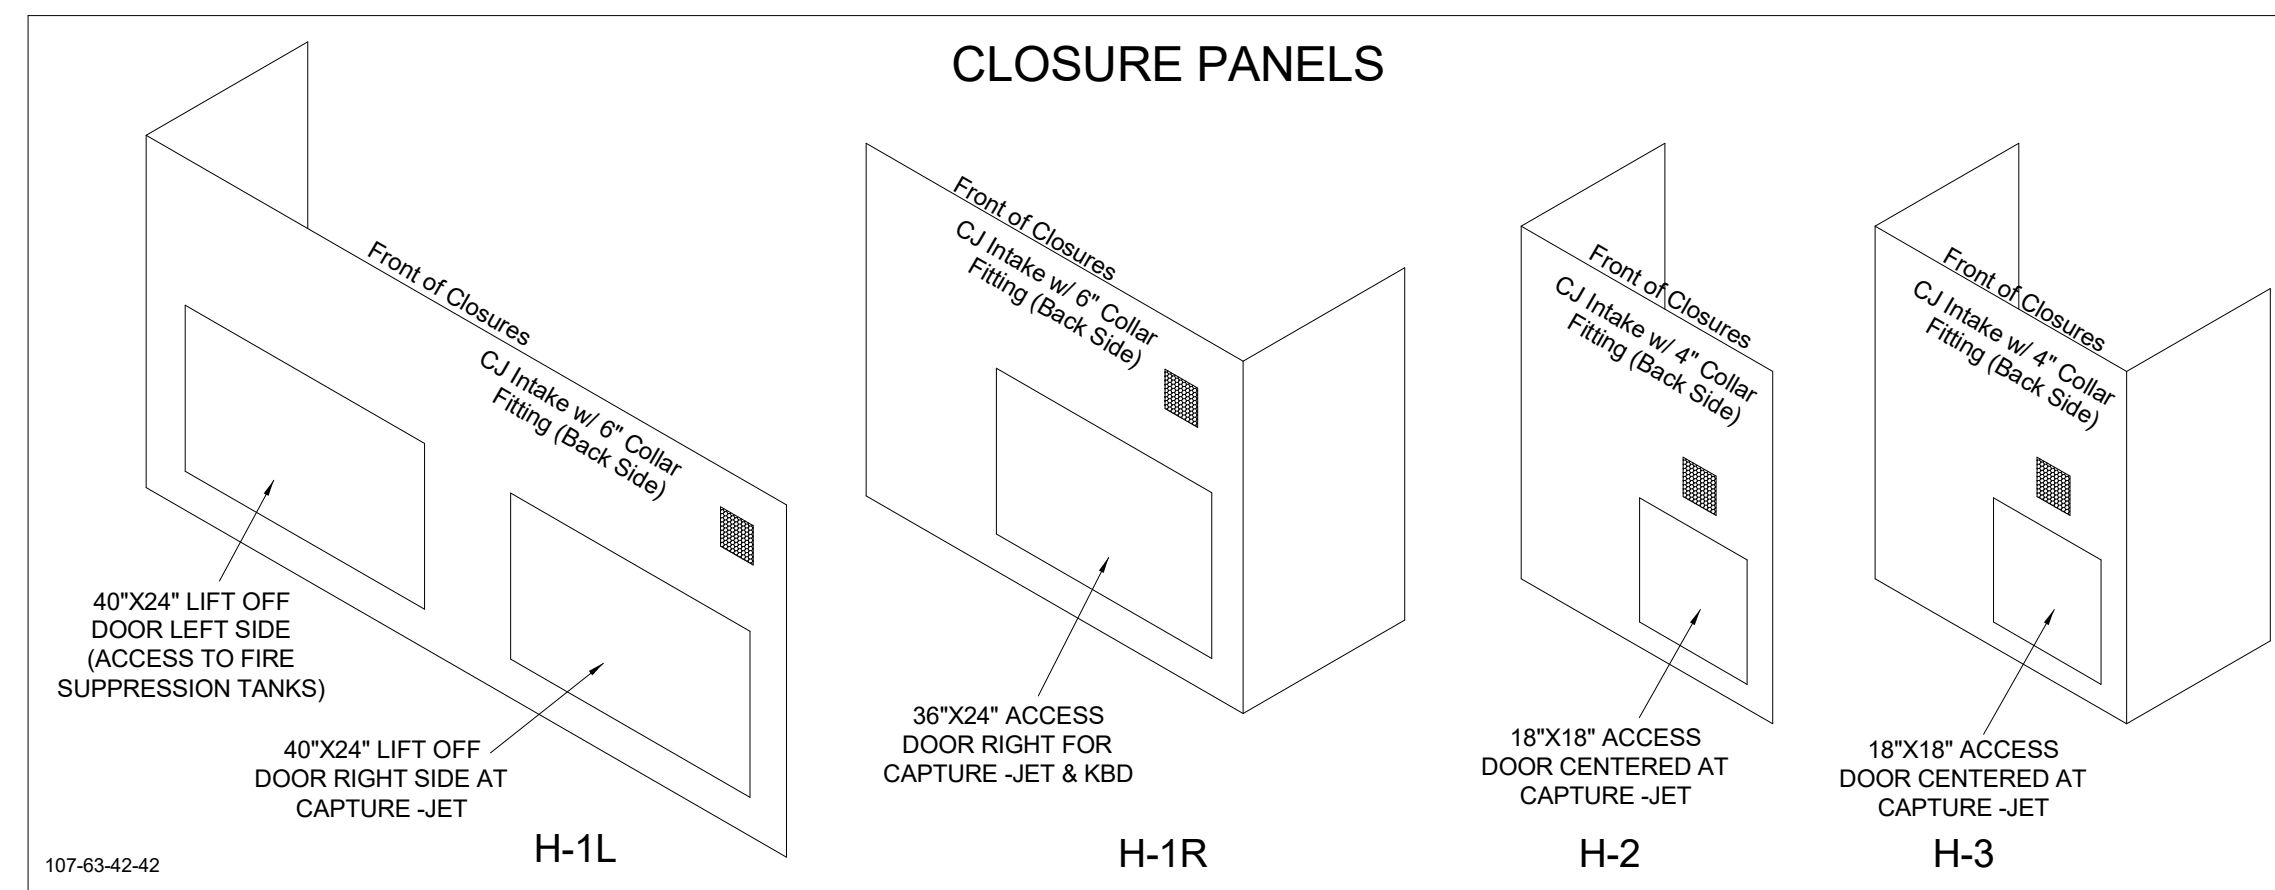 CLOSURE PANELS
Front of Closures
CJ Intake w/ 6" Collar
Fitting (Back Side)
40"X24" LIFT OFF
DOOR LEFT SIDE
(ACCESS TO FIRE
SUPPRESSION TANKS)
40"X24" LIFT OFF
DOOR RIGHT SIDE AT
CAPTURE -JET
H-1L
Front of Closures
CJ Intake w/ 6" Collar
Fitting (Back Side)
36"X24" ACCESS
DOOR RIGHT FOR
CAPTURE -JET & KBD
H-1R
Front of Closures
CJ Intake w/ 4" Collar
Fitting (Back Side)
18"X18" ACCESS
DOOR CENTERED AT
CAPTURE -JET
H-2
Front of Closures
CJ Intake w/ 4" Collar
Fitting (Back Side)
18"X18" ACCESS
DOOR CENTERED AT
CAPTURE -JET
H-3
107-63-42-42